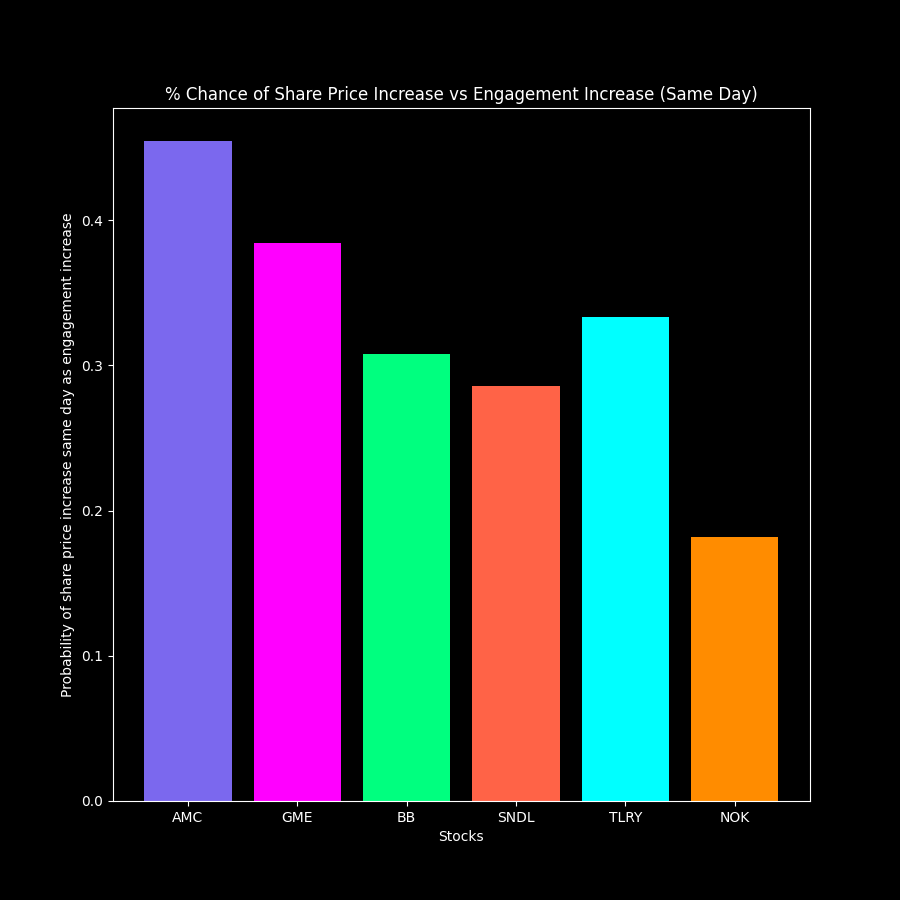 % Chance of Share Price Increase vs Engagement Increase (Same Day)
Probability of share price increase same day as engagement increase
0.4
0.3
0.2
0.1
0.0
AMC GME BB SNDL TLRY NOK
Stocks